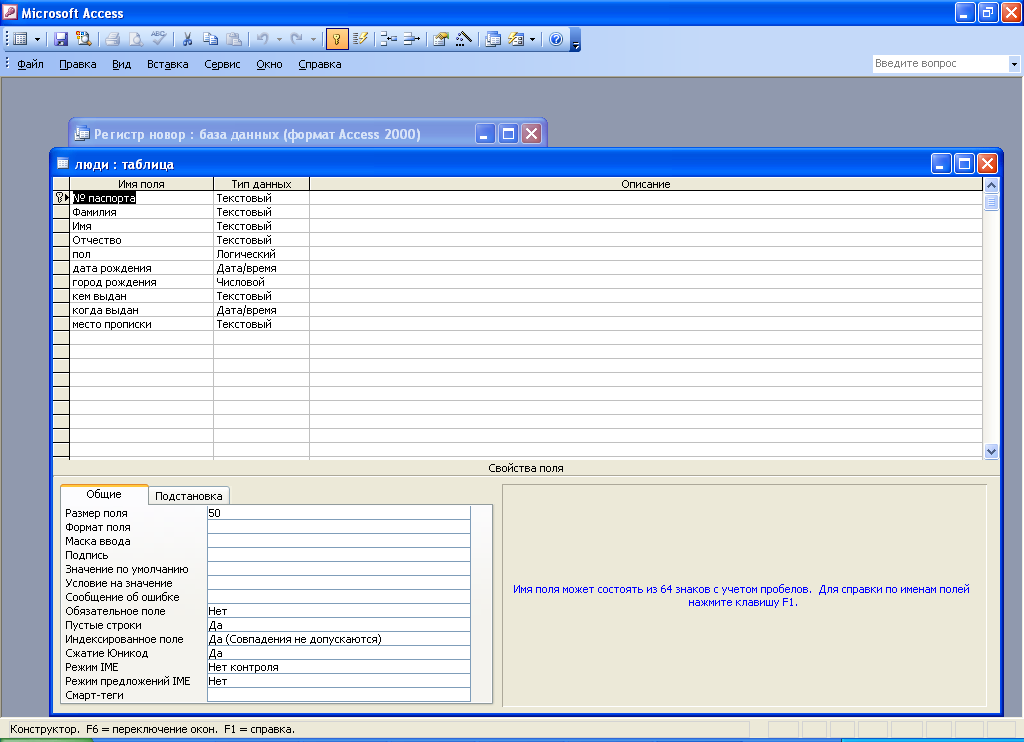 Microsoft Access
Файл Правка Вид Вставка Сервис Окно Справка Введите вопрос
Регистр новор : база данных (формат Access 2000)
люди : таблица
Имя поля Тип данных Описание
№ паспорта Текстовый
Фамилия Текстовый
Имя Текстовый
Отчество Текстовый
пол Логический
дата рождения Дата/время
город рождения Числовой
кем выдан Текстовый
когда выдан Дата/время
место прописки Текстовый
Свойства поля
Общие Подстановка
Размер поля 50
Формат поля
Маска ввода
Подпись
Значение по умолчанию
Условие на значение
Сообщение об ошибке
Обязательное поле Нет
Пустые строки Да
Индексированное поле Да (Совпадения не допускаются)
Сжатие Юникод Да
Режим IME Нет контроля
Режим предложений IME Нет
Смарт-теги
Имя поля может состоять из 64 знаков с учетом пробелов. Для справки по именам полей
нажмите клавишу F1.
Конструктор. F6 = переключение окон. F1 = справка.